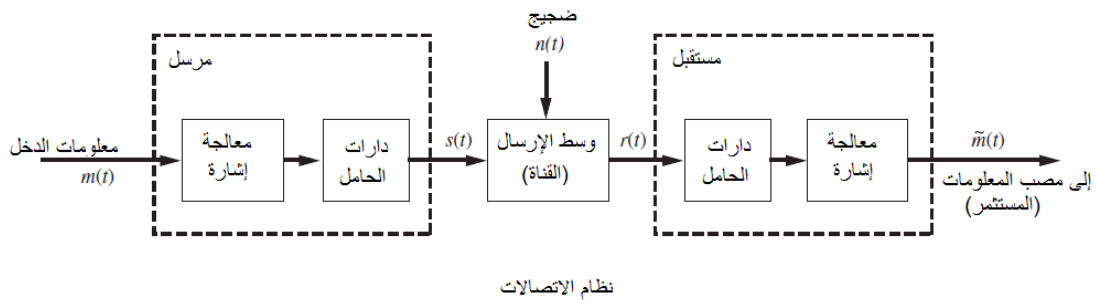 ضجيج
n(t)
مرسل
مستقبل
معلومات الدخل
m(t)
معالجة
إشارة
دارات
الحامل
s(t)
وسط الإرسال
(القناة)
r(t)
دارات
الحامل
معالجة
إشارة
m̃(t)
إلى مصب المعلومات
(المستثمر)
نظام الاتصالات